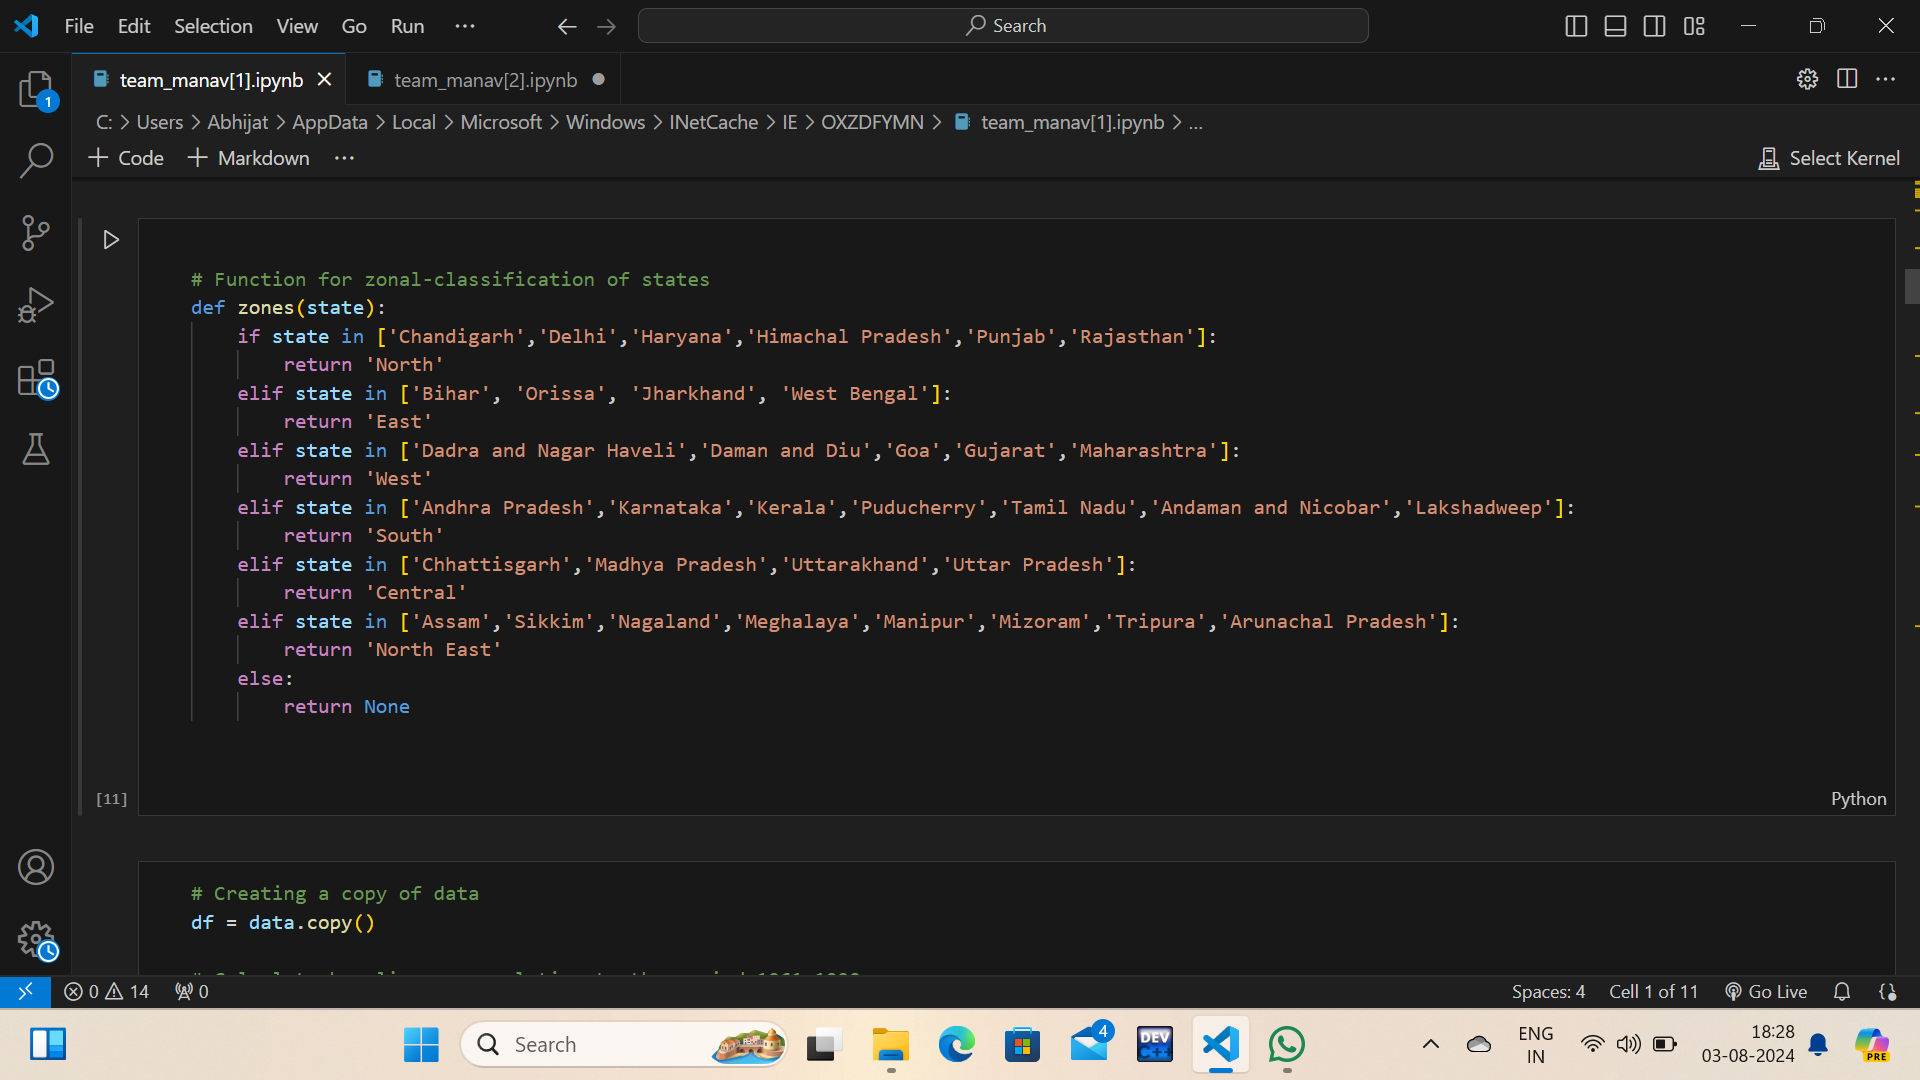 File Edit Selection View Go Run ··· Search
team_manav[1].ipynb team_manav[2].ipynb
C: > Users > Abhijat > AppData > Local > Microsoft > Windows > INetCache > IE > OXZDFYMN > team_manav[1].ipynb > ...
+ Code + Markdown ··· Select Kernel
# Function for zonal-classification of states
def zones(state):
    if state in ['Chandigarh','Delhi','Haryana','Himachal Pradesh','Punjab','Rajasthan']:
        return 'North'
    elif state in ['Bihar', 'Orissa', 'Jharkhand', 'West Bengal']:
        return 'East'
    elif state in ['Dadra and Nagar Haveli','Daman and Diu','Goa','Gujarat','Maharashtra']:
        return 'West'
    elif state in ['Andhra Pradesh','Karnataka','Kerala','Puducherry','Tamil Nadu','Andaman and Nicobar','Lakshadweep']:
        return 'South'
    elif state in ['Chhattisgarh','Madhya Pradesh','Uttarakhand','Uttar Pradesh']:
        return 'Central'
    elif state in ['Assam','Sikkim','Nagaland','Meghalaya','Manipur','Mizoram','Tripura','Arunachal Pradesh']:
        return 'North East'
    else:
        return None
[11] Python
# Creating a copy of data
df = data.copy()
0 14 0 Spaces: 4 Cell 1 of 11 Go Live
1
Search
DEV C++
4
ENG
IN
18:28
03-08-2024
PRE